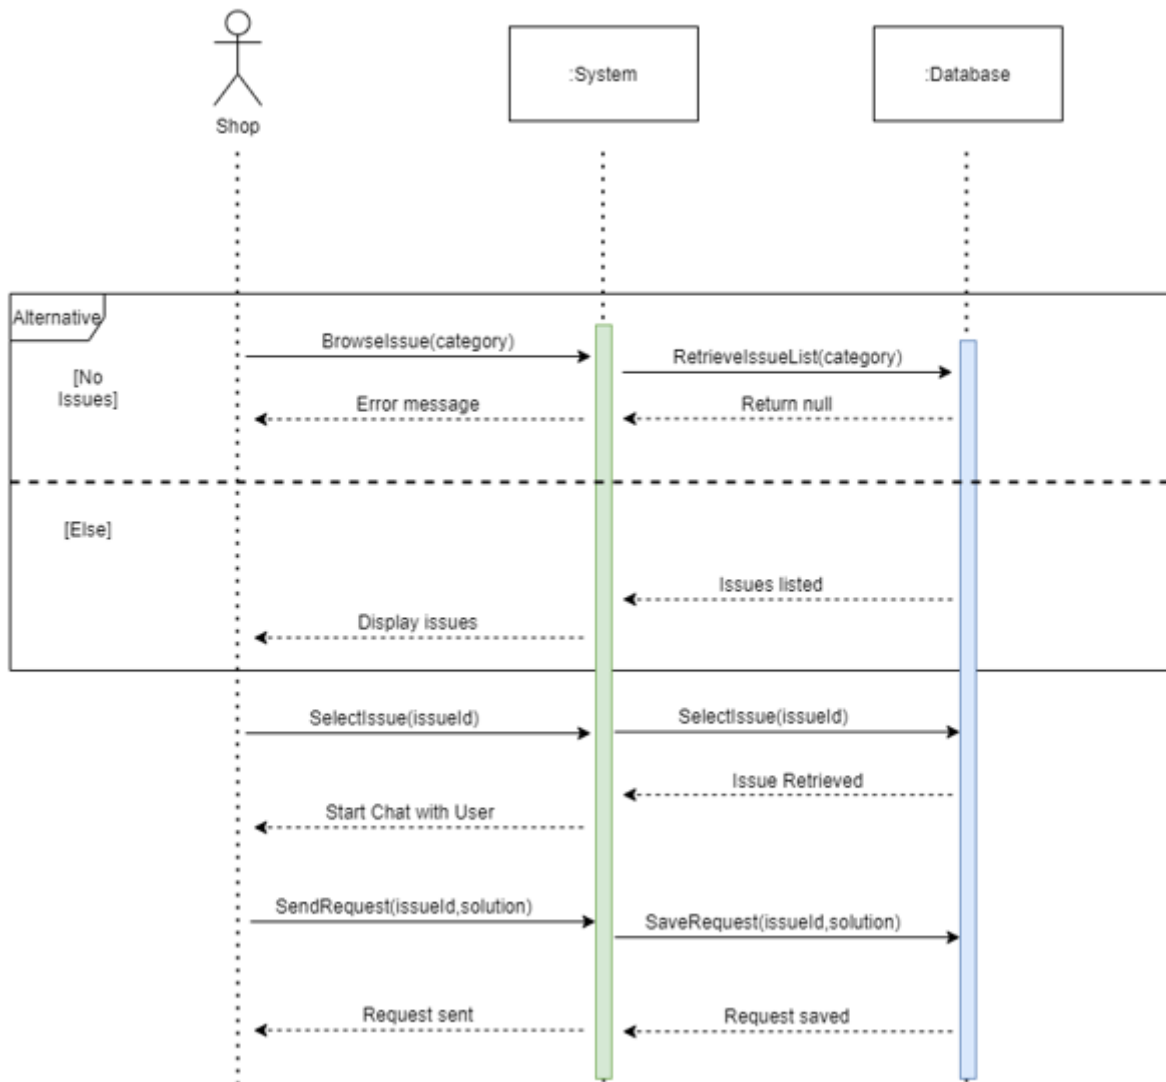 :System
:Database
Shop
Alternative
BrowseIssue(category)
RetrieveIssueList(category)
[No
Issues]
Error message
Return null
[Else]
Issues listed
Display issues
SelectIssue(issueId)
SelectIssue(issueId)
Issue Retrieved
Start Chat with User
SendRequest(issueId,solution)
SaveRequest(issueId,solution)
Request sent
Request saved